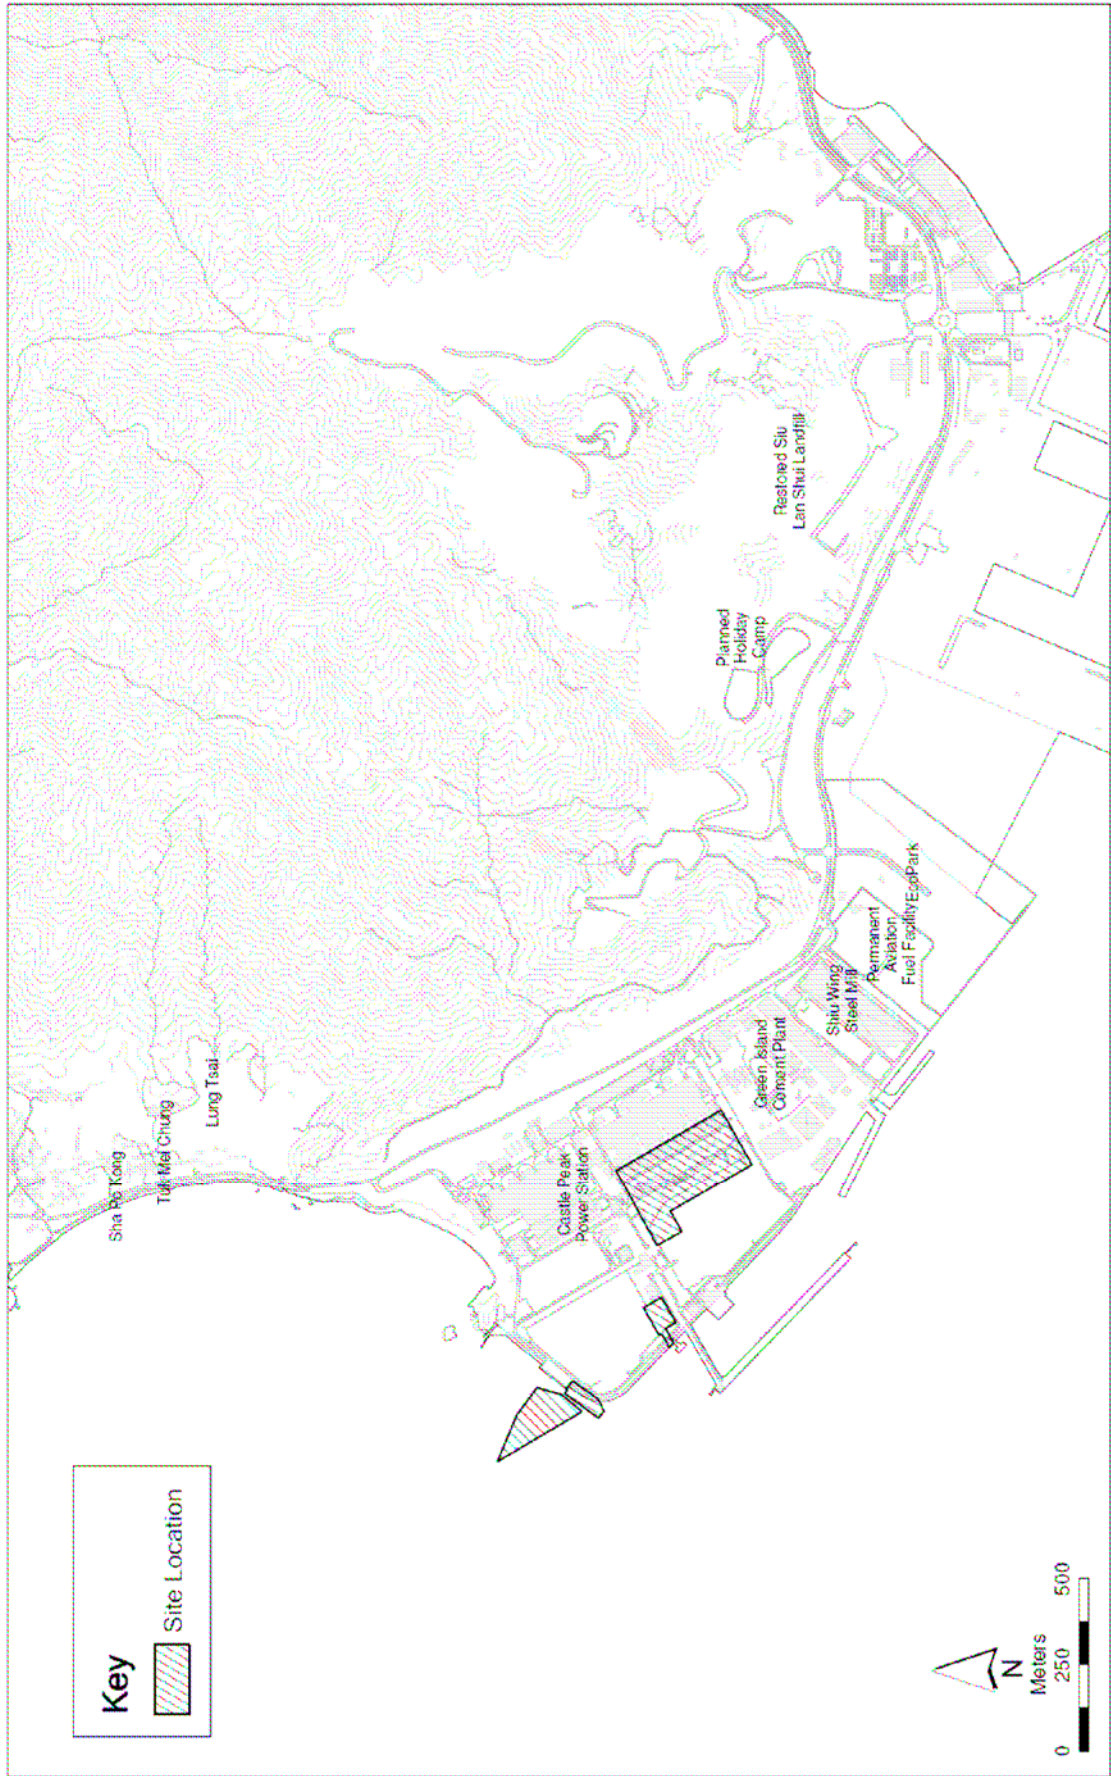 Key
Site Location
Sha Po Kong
Tuk Mei Chung
Lung Tsai
Castle Peak
Power Station
Green Island
Cement Plant
Shiu Wing
Steel Mill
Permanent
Aviation
Fuel Facility
EcoPark
Planned
Holiday
Camp
Restored Siu
Lan Shui Landfill
N
Meters
0 250 500